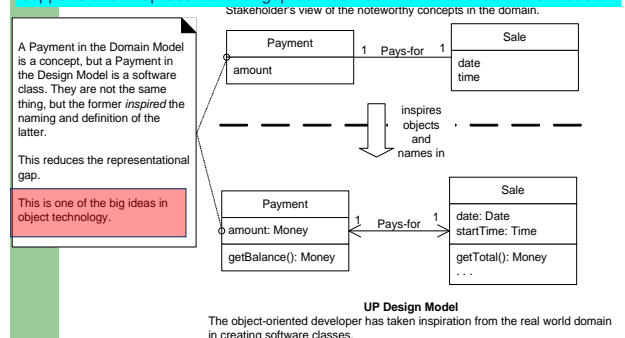 Stakeholder's view of the noteworthy concepts in the domain.
A Payment in the Domain Model
is a concept, but a Payment in
the Design Model is a software
class. They are not the same
thing, but the former inspired the
naming and definition of the
latter.
This reduces the representational
gap.
This is one of the big ideas in
object technology.
Payment
amount
1 Pays-for 1
Sale
date
time
inspires
objects
and
names in
Payment
amount: Money
getBalance(): Money
1 Pays-for 1
Sale
date: Date
startTime: Time
getTotal(): Money
. . .
UP Design Model
The object-oriented developer has taken inspiration from the real world domain
in creating software classes.